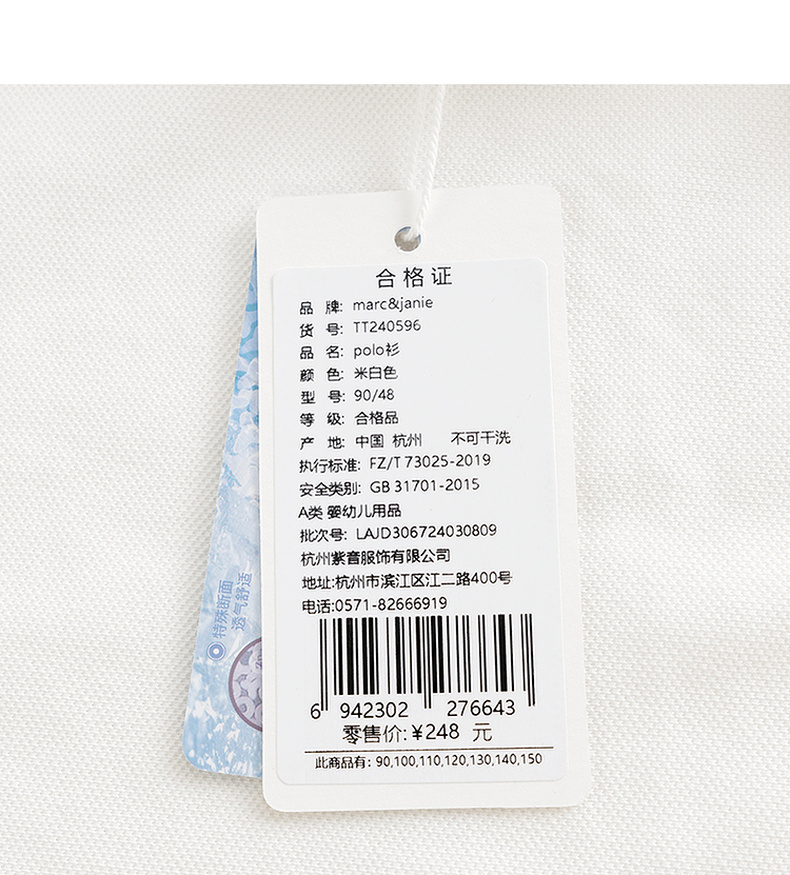 合格证
品 牌: marc&janie
货 号: TT240596
品 名: polo衫
颜 色: 米白色
型 号: 90/48
等 级: 合格品
产 地: 中国 杭州 不可干洗
执行标准: FZ/T 73025-2019
安全类别: GB 31701-2015
A类 婴幼儿用品
批次号: LAJD306724030809
杭州紫音服饰有限公司
地址:杭州市滨江区江二路400号
电话:0571-82666919
6 942302 276643
零售价:¥248 元
此商品有: 90,100,110,120,130,140,150
特殊断面
透气舒适